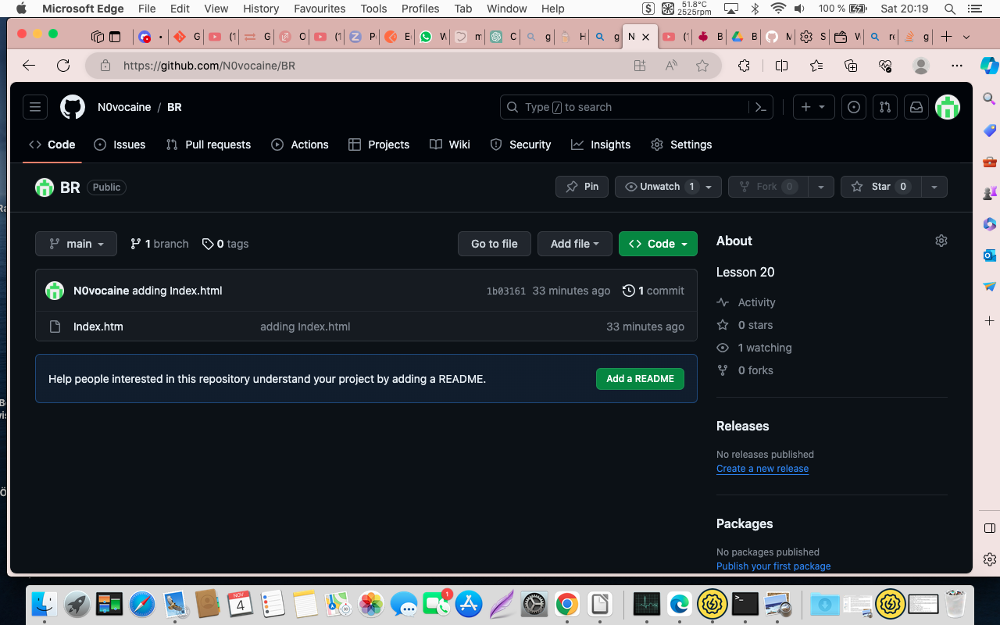 Microsoft Edge File Edit View History Favourites Tools Profiles Tab Window Help 51.8°C 2525rpm 100 % Sat 20:19
https://github.com/N0vocaine/BR
N0vocaine / BR Type / to search
Code Issues Pull requests Actions Projects Wiki Security Insights Settings
BR Public Pin Unwatch 1 Fork 0 Star 0
main 1 branch 0 tags Go to file Add file Code
N0vocaine adding Index.html 1b03161 33 minutes ago 1 commit
Index.htm adding Index.html 33 minutes ago
Help people interested in this repository understand your project by adding a README. Add a README
About
Lesson 20
Activity
0 stars
1 watching
0 forks
Releases
No releases published
Create a new release
Packages
No packages published
Publish your first package
NOV
4
1